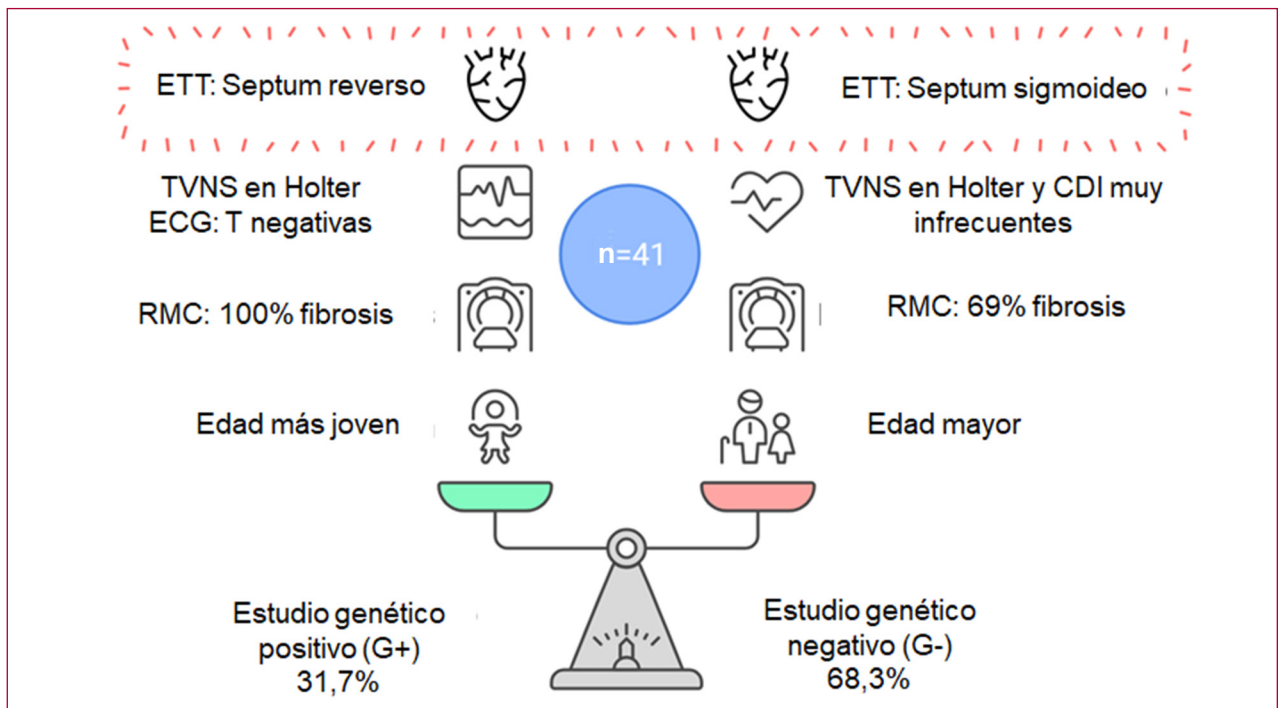 ETT: Septum reverso
ETT: Septum sigmoideo
TVNS en Holter
ECG: T negativas
TVNS en Holter y CDI muy
infrecuentes
n=41
RMC: 100% fibrosis
RMC: 69% fibrosis
Edad más joven
Edad mayor
Estudio genético
positivo (G+)
31,7%
Estudio genético
negativo (G-)
68,3%